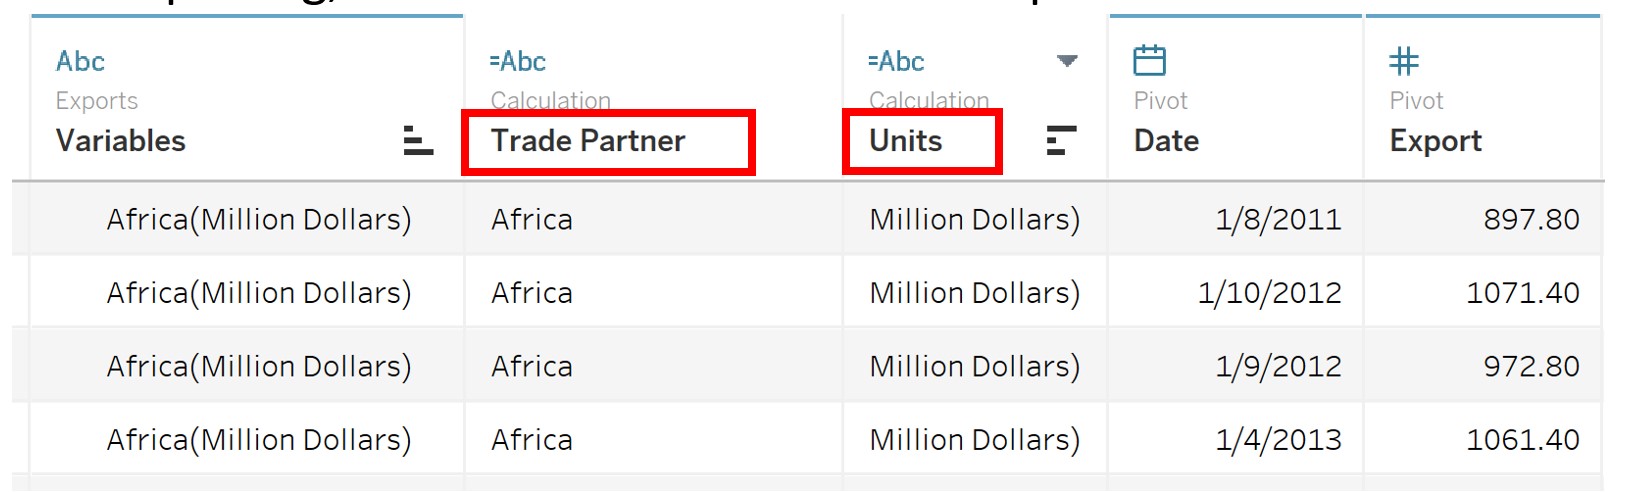 Abc =Abc =Abc
Exports Calculation Calculation Pivot Pivot
Variables Trade Partner Units Date Export
Africa(Million Dollars) Africa Million Dollars) 1/8/2011 897.80
Africa(Million Dollars) Africa Million Dollars) 1/10/2012 1071.40
Africa(Million Dollars) Africa Million Dollars) 1/9/2012 972.80
Africa(Million Dollars) Africa Million Dollars) 1/4/2013 1061.40